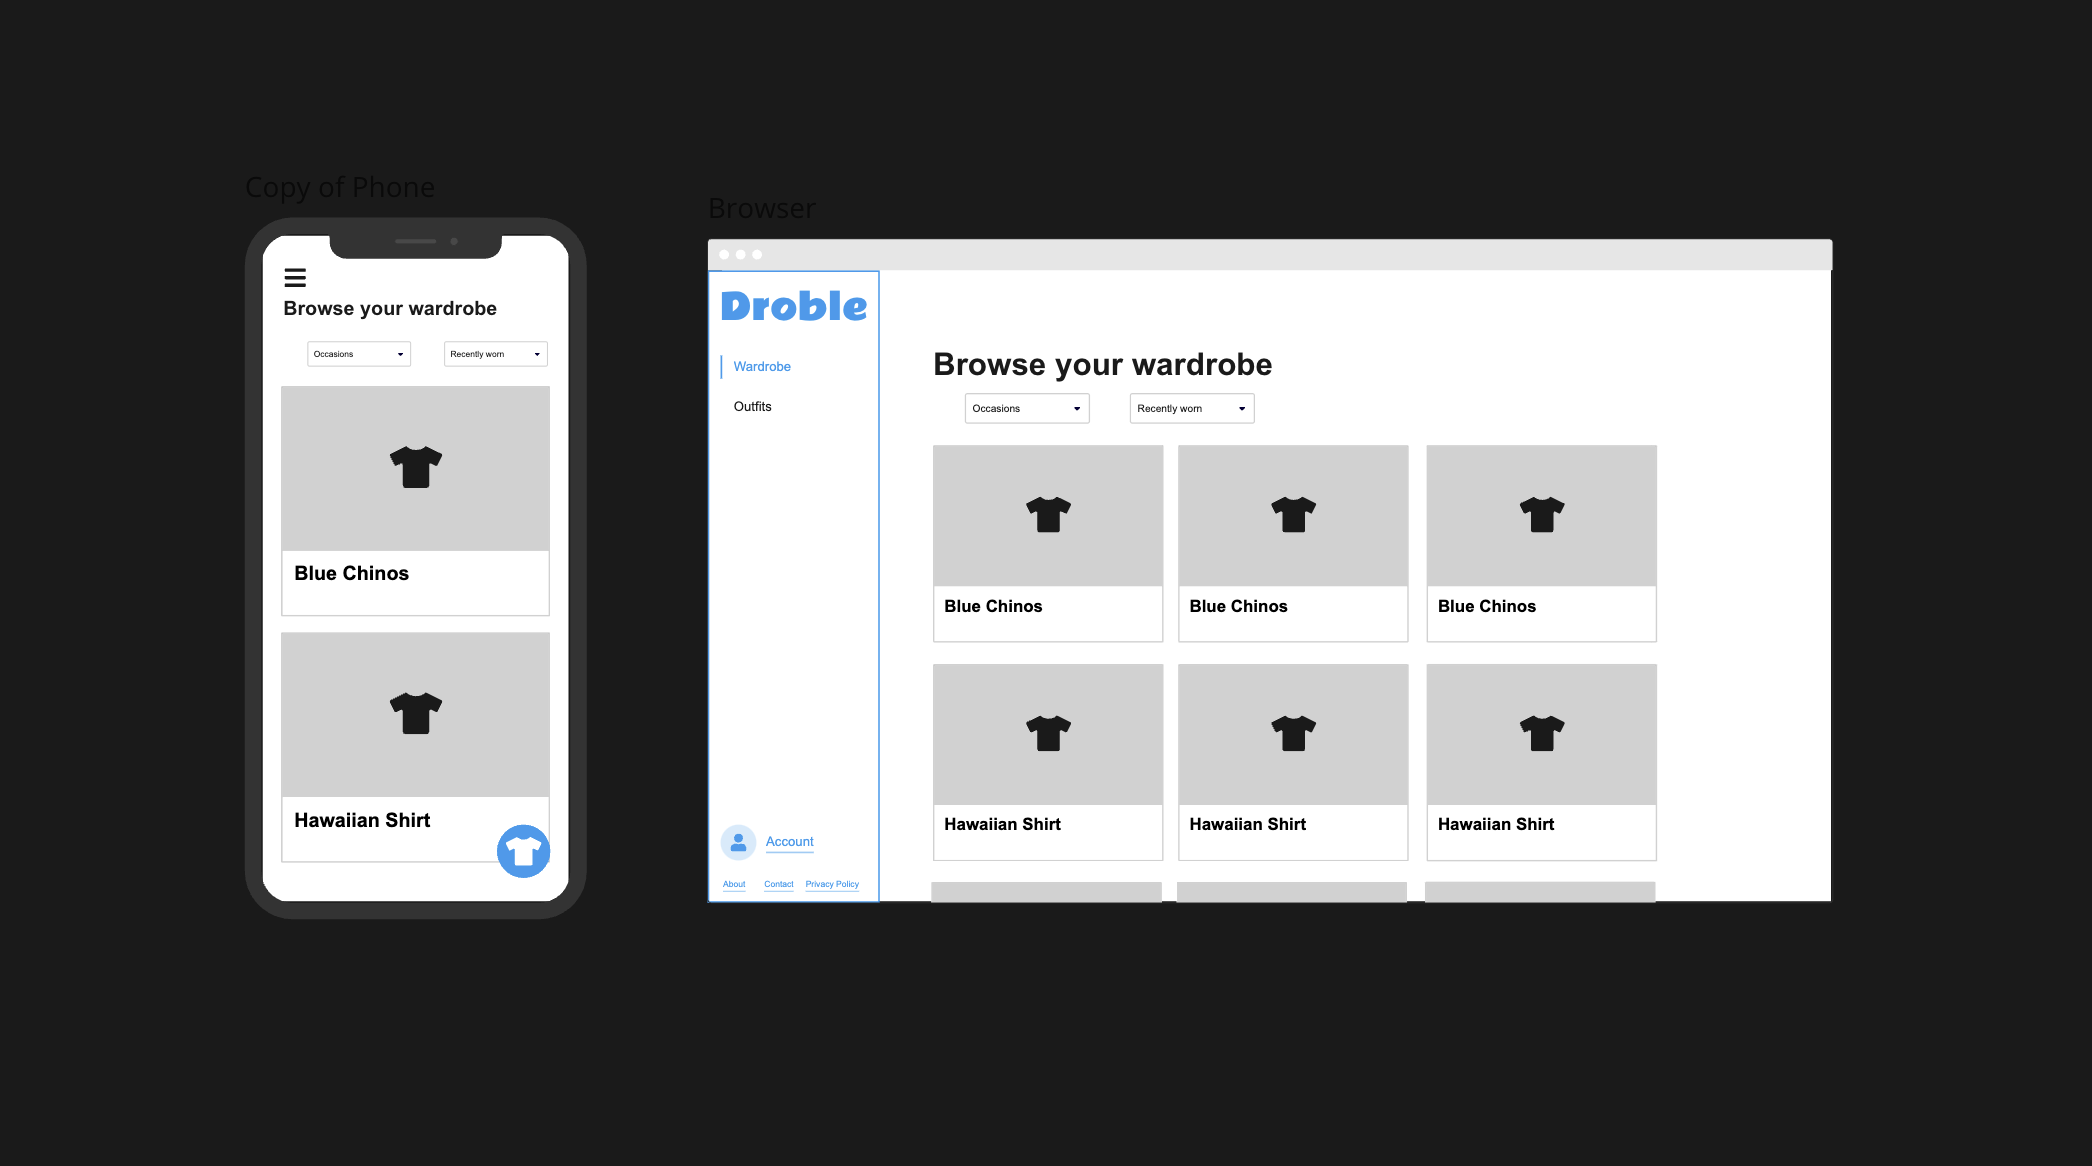 Copy of Phone
Browse your wardrobe
Occasions
Recently worn
Blue Chinos
Hawaiian Shirt
Browser
Droble
Wardrobe
Outfits
Account
About Contact Privacy Policy
Browse your wardrobe
Occasions
Recently worn
Blue Chinos
Blue Chinos
Blue Chinos
Hawaiian Shirt
Hawaiian Shirt
Hawaiian Shirt